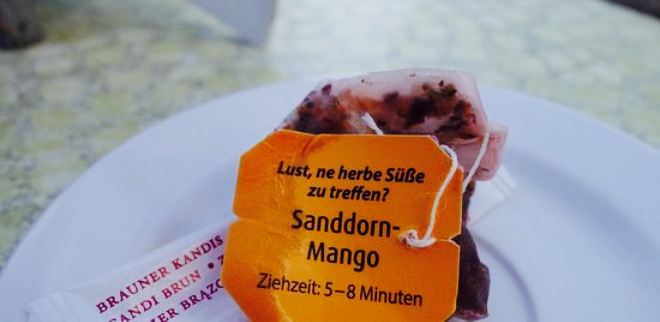 Lust, ne herbe Süße
zu treffen?
Sanddorn-
Mango
Ziehzeit: 5–8 Minuten
BRAUNER KANDIS
CANDI BRUN •